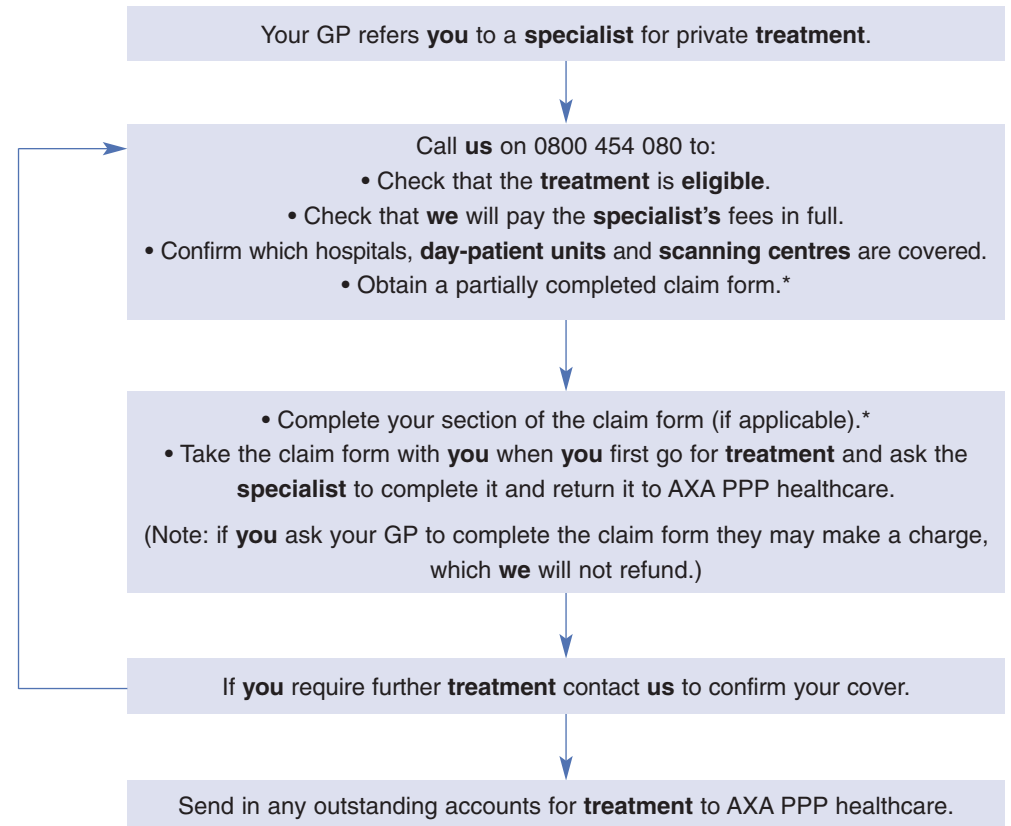 Your GP refers you to a specialist for private treatment.
Call us on 0800 454 080 to:
• Check that the treatment is eligible.
• Check that we will pay the specialist's fees in full.
• Confirm which hospitals, day-patient units and scanning centres are covered.
• Obtain a partially completed claim form.*
• Complete your section of the claim form (if applicable).*
• Take the claim form with you when you first go for treatment and ask the
specialist to complete it and return it to AXA PPP healthcare.
(Note: if you ask your GP to complete the claim form they may make a charge,
which we will not refund.)
If you require further treatment contact us to confirm your cover.
Send in any outstanding accounts for treatment to AXA PPP healthcare.